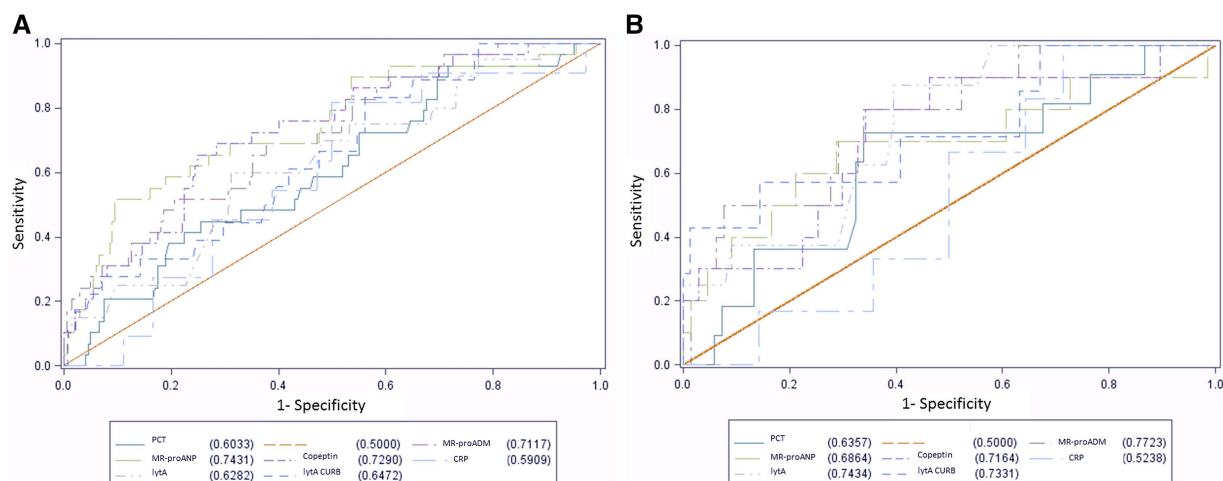 A
1.0
0.8
0.6
0.4
0.2
0.0
Sensitivity
0.0 0.2 0.4 0.6 0.8 1.0
1- Specificity
PCT (0.6033) (0.5000) MR-proADM (0.7117)
MR-proANP (0.7431) Copeptin (0.7290) CRP (0.5909)
lytA (0.6282) lytA CURB (0.6472)
B
1.0
0.8
0.6
0.4
0.2
0.0
Sensitivity
0.0 0.2 0.4 0.6 0.8 1.0
1- Specificity
PCT (0.6357) (0.5000) MR-proADM (0.7723)
MR-proANP (0.6864) Copeptin (0.7164) CRP (0.5238)
lytA (0.7434) lytA CURB (0.7331)